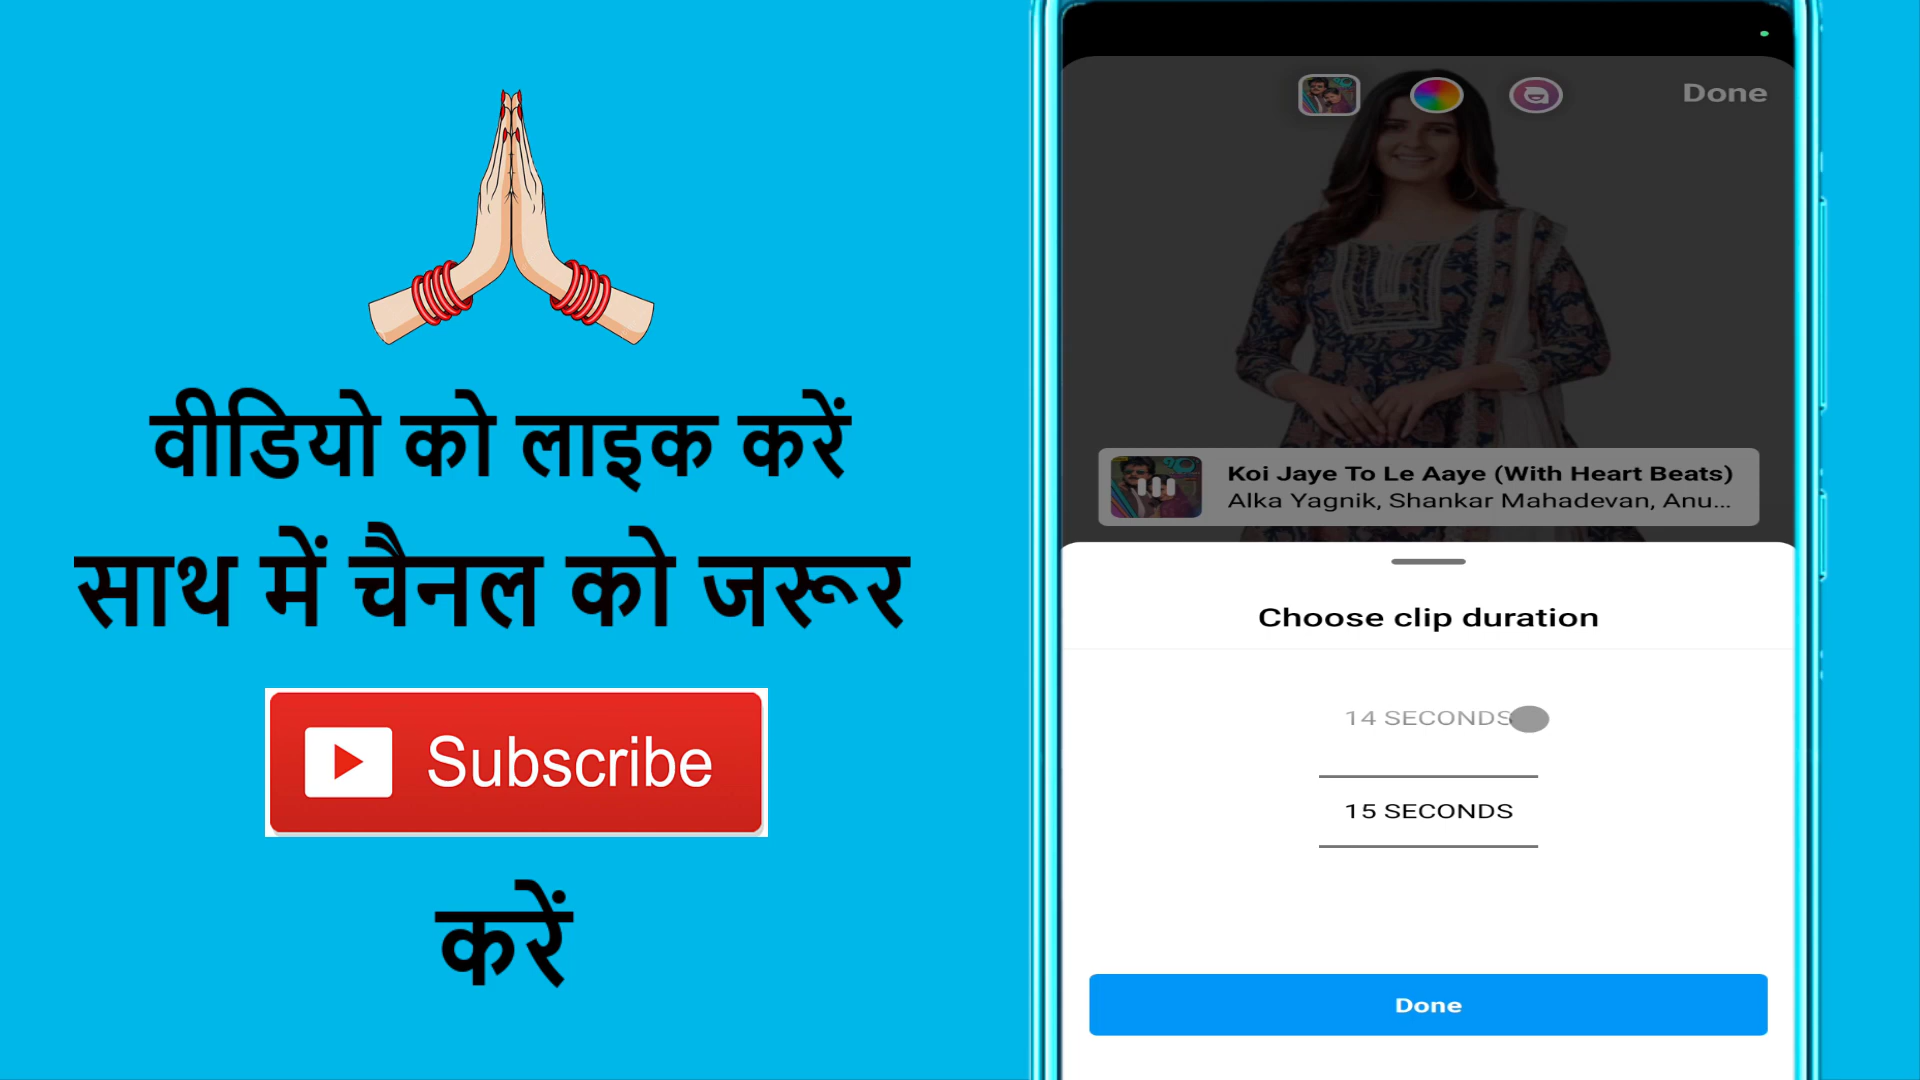 वीडियो को लाइक करें
साथ में चैनल को जरूर
Subscribe
करें
Done
Koi Jaye To Le Aaye (With Heart Beats)
Alka Yagnik, Shankar Mahadevan, Anu...
Choose clip duration
14 SECONDS
15 SECONDS
Done